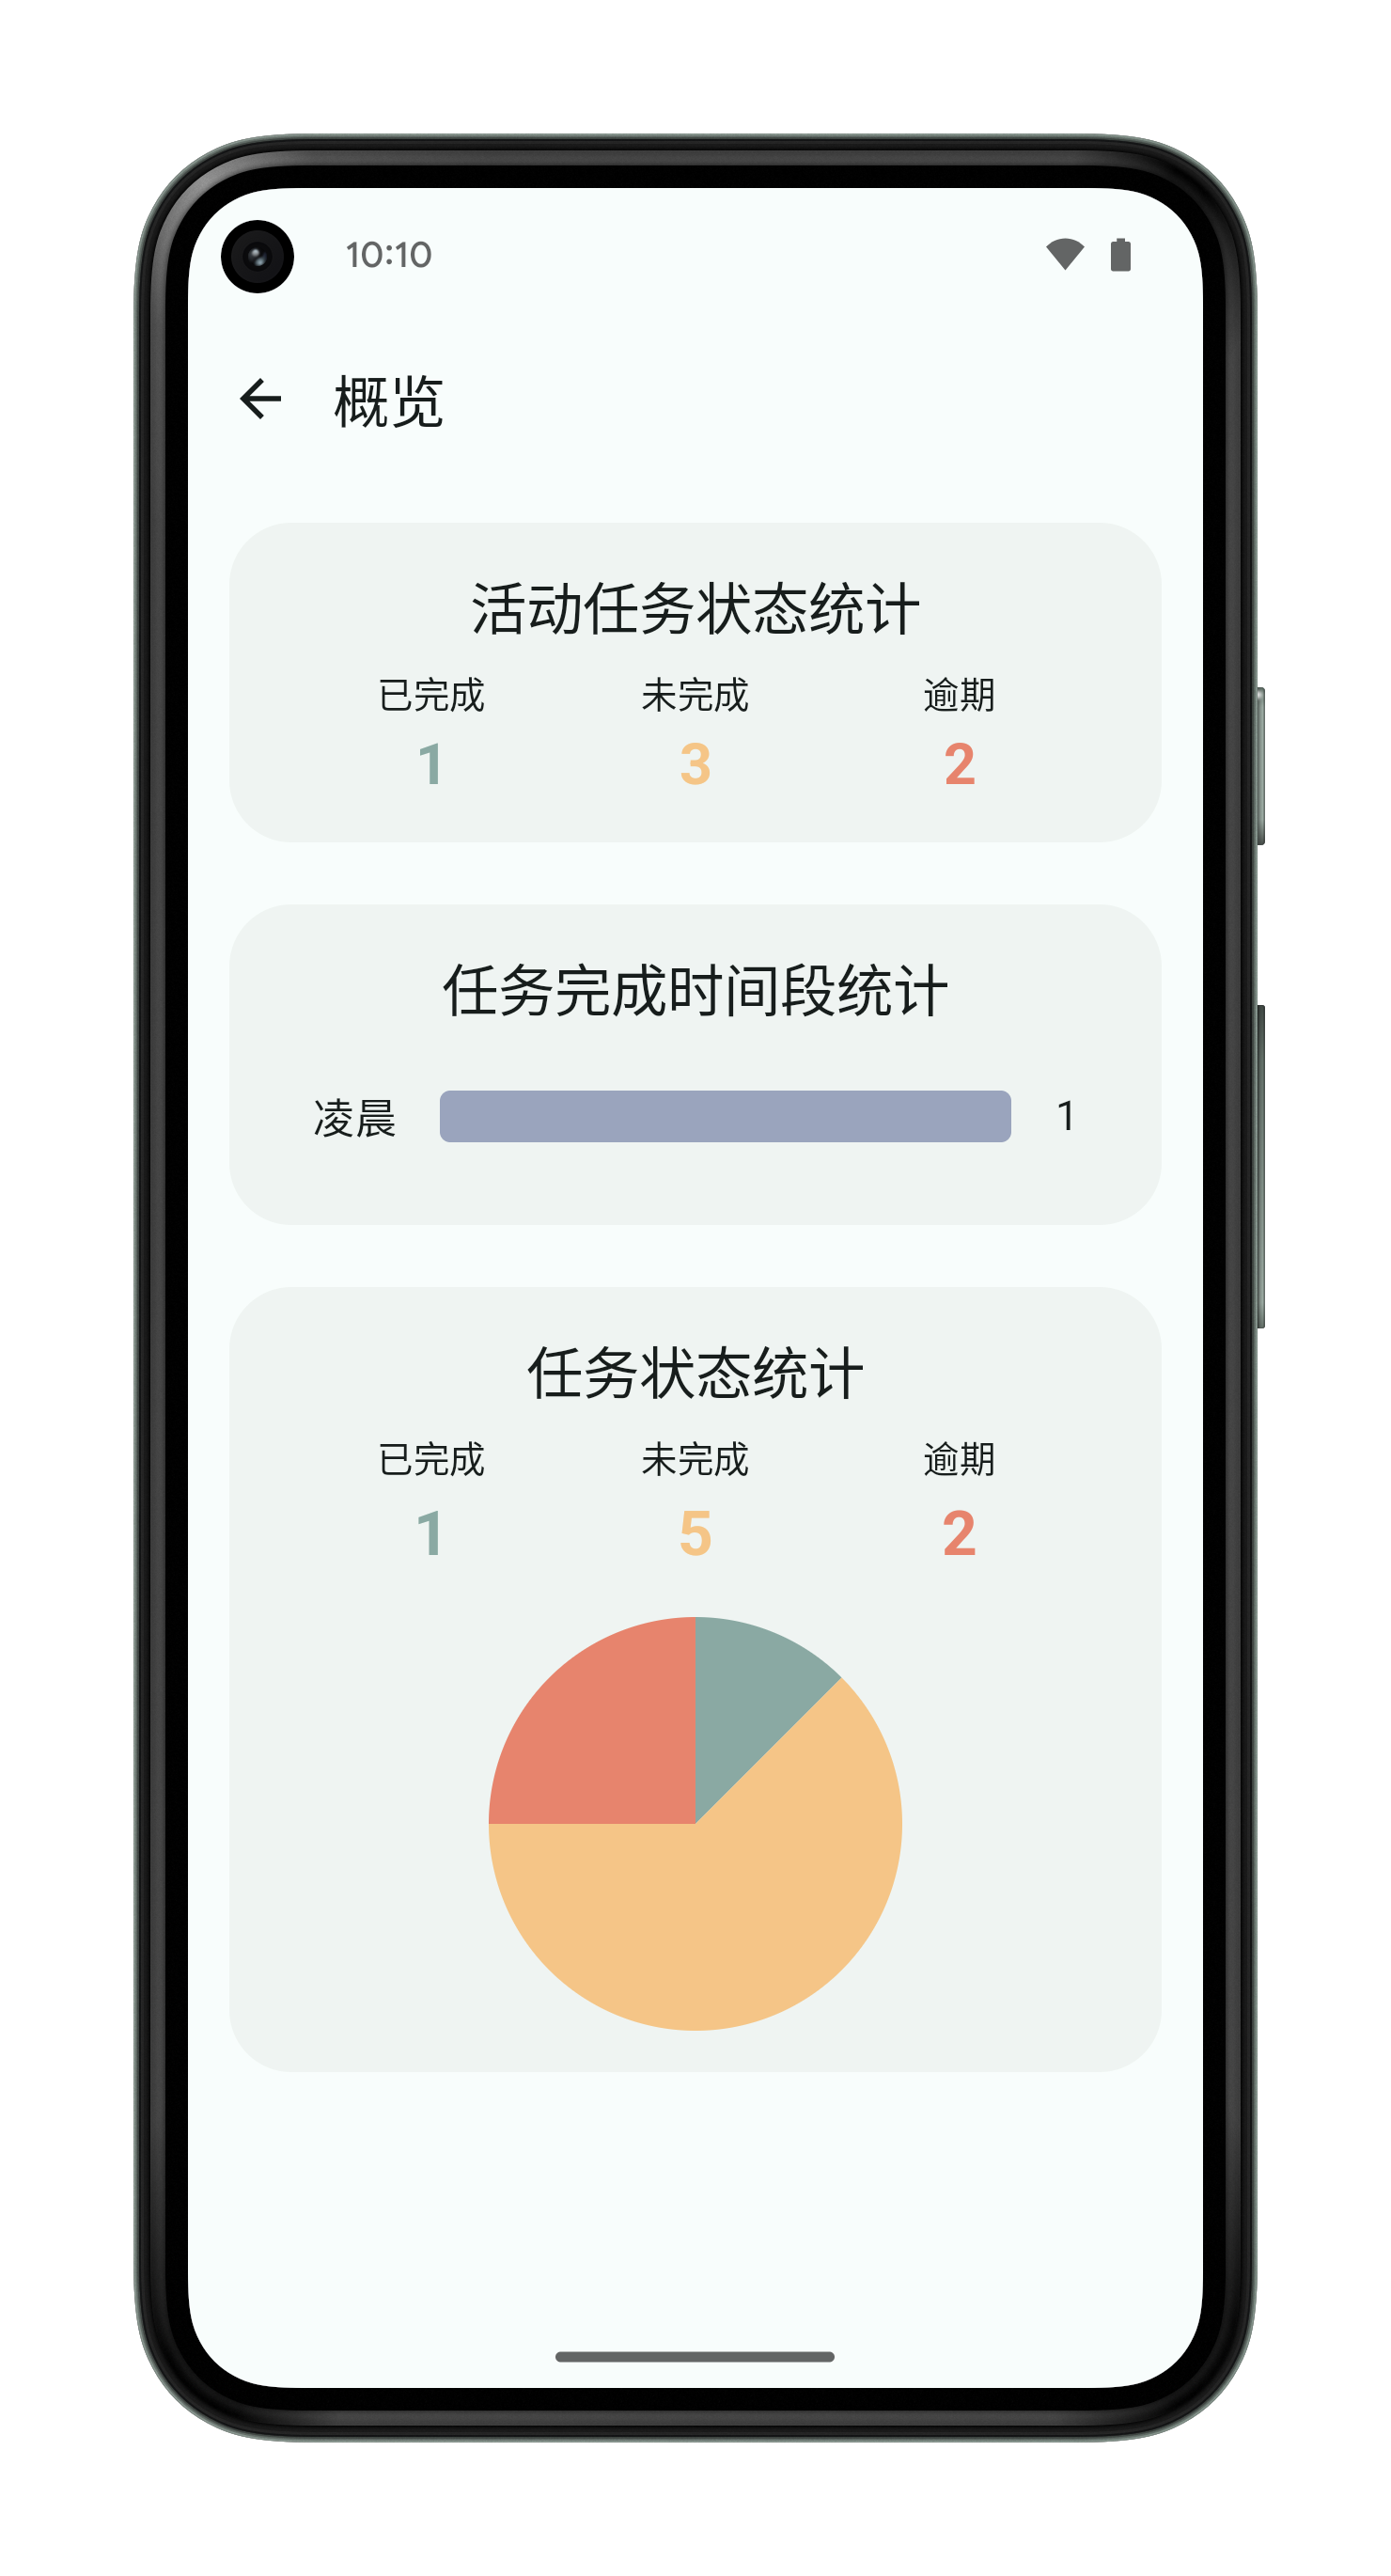 10:10
概览
活动任务状态统计
已完成 未完成 逾期
1 3 2
任务完成时间段统计
凌晨 1
任务状态统计
已完成 未完成 逾期
1 5 2